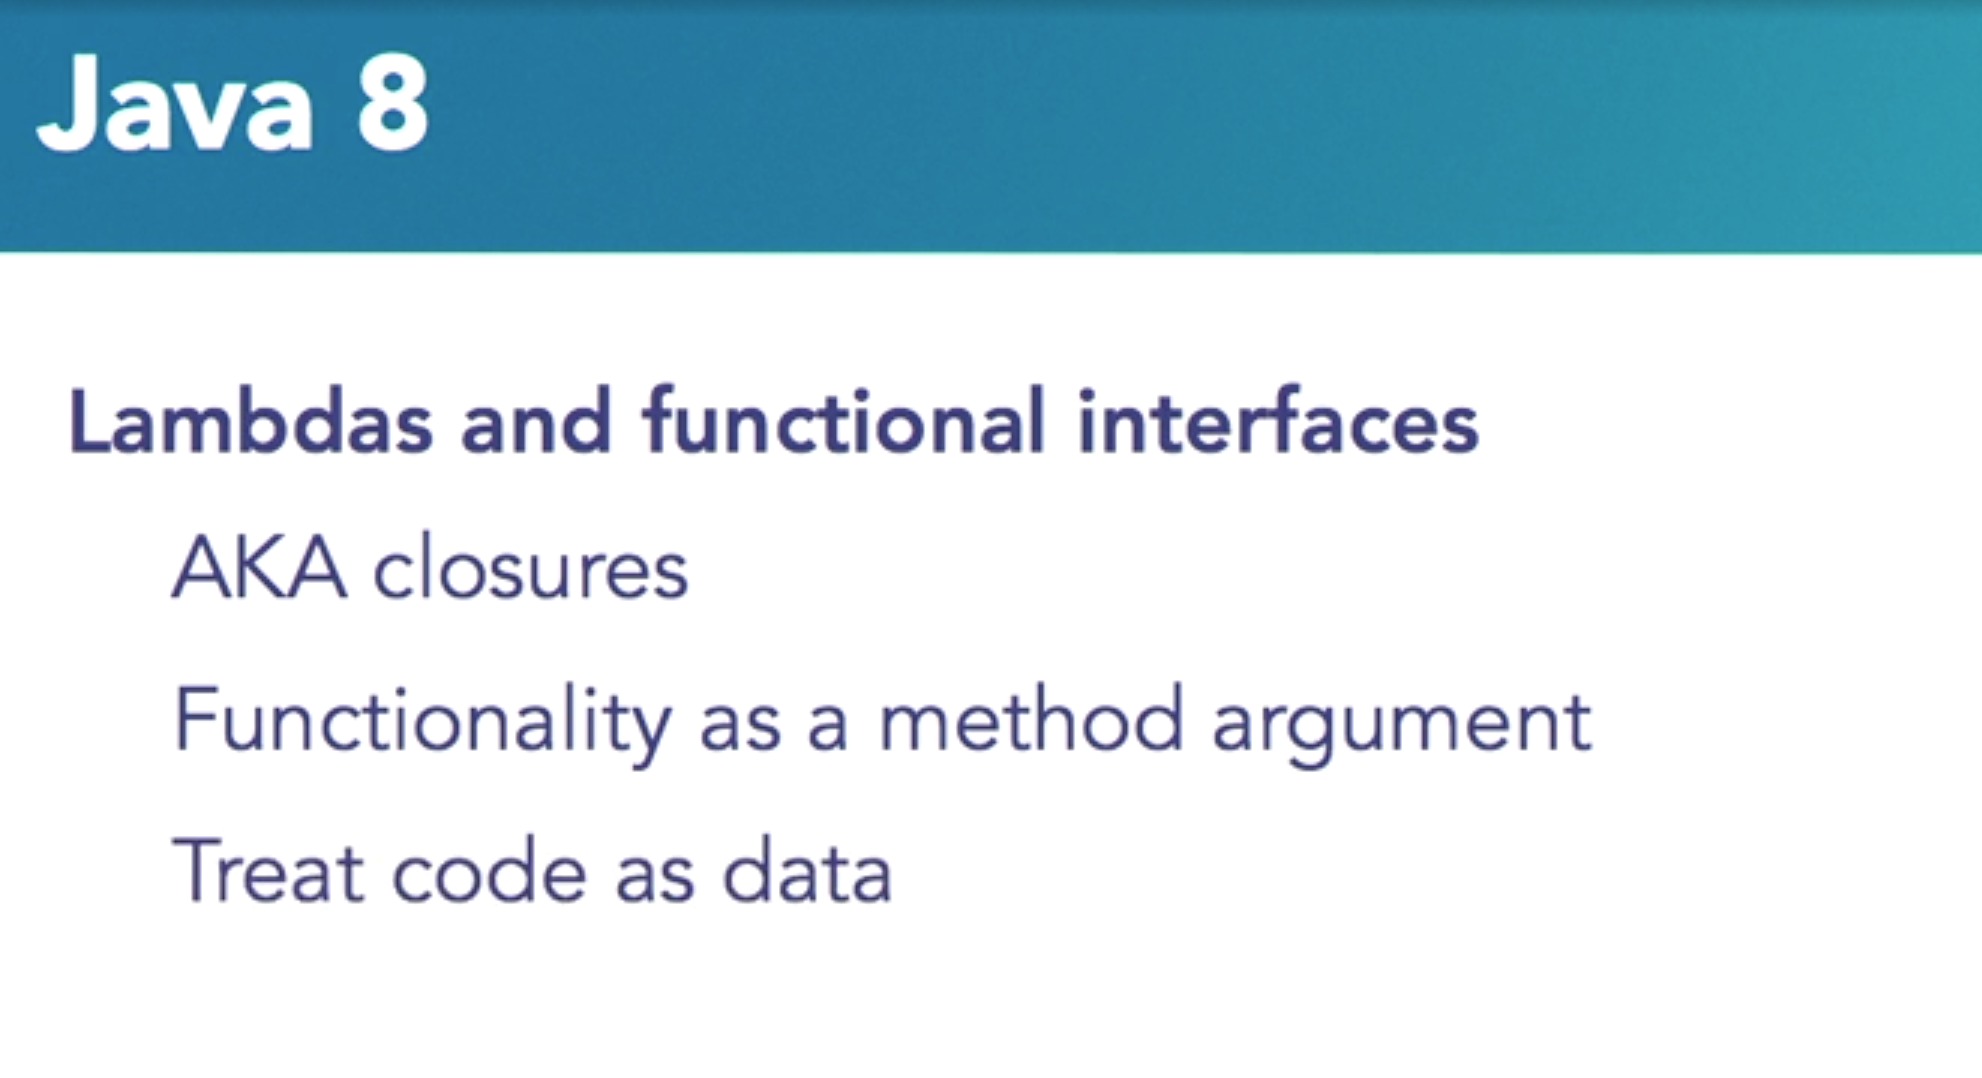 Java 8
Lambdas and functional interfaces
AKA closures
Functionality as a method argument
Treat code as data